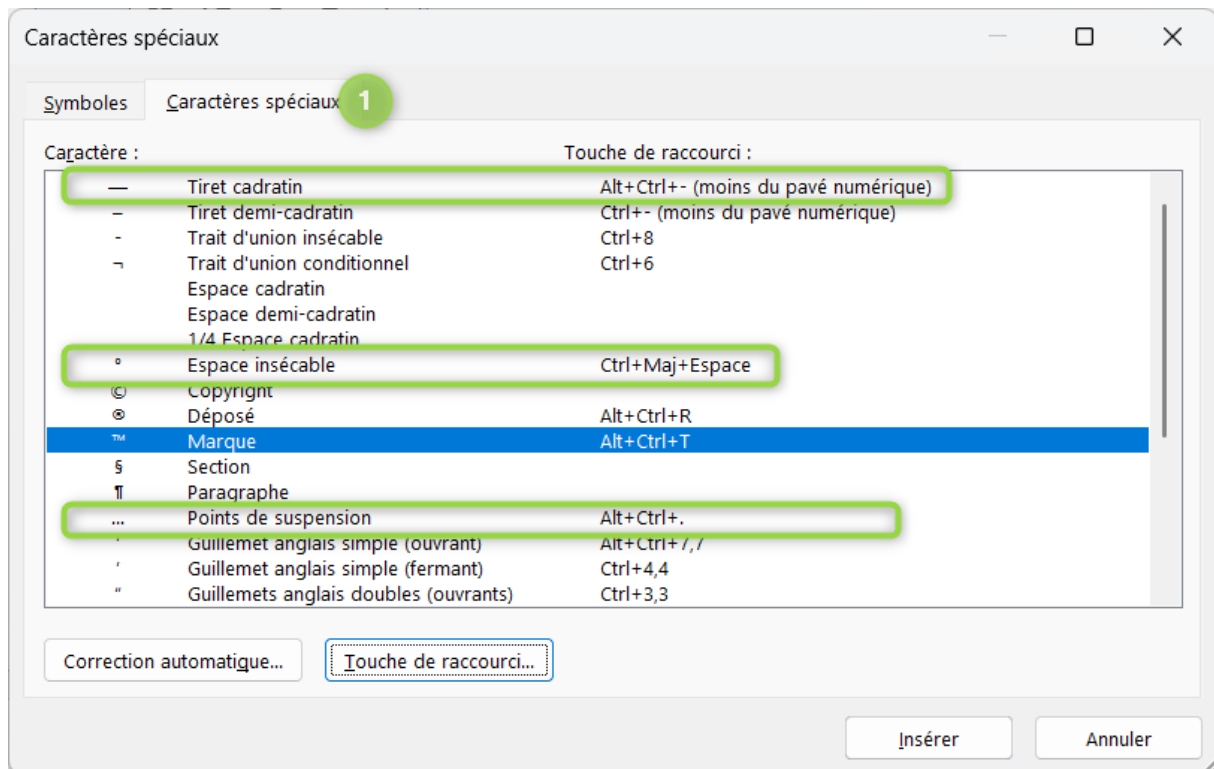 Caractères spéciaux
Symboles Caractères spéciaux 1
Caractère : Touche de raccourci :
— Tiret cadratin Alt+Ctrl+- (moins du pavé numérique)
– Tiret demi-cadratin Ctrl+- (moins du pavé numérique)
- Trait d'union insécable Ctrl+8
¬ Trait d'union conditionnel Ctrl+6
Espace cadratin
Espace demi-cadratin
1/4 Espace cadratin
° Espace insécable Ctrl+Maj+Espace
© Copyright
® Déposé Alt+Ctrl+R
™ Marque Alt+Ctrl+T
§ Section
¶ Paragraphe
… Points de suspension Alt+Ctrl+.
‘ Guillemet anglais simple (ouvrant) Alt+Ctrl+7,7
’ Guillemet anglais simple (fermant) Ctrl+4,4
“ Guillemets anglais doubles (ouvrants) Ctrl+3,3
Correction automatique... Touche de raccourci...
Insérer Annuler